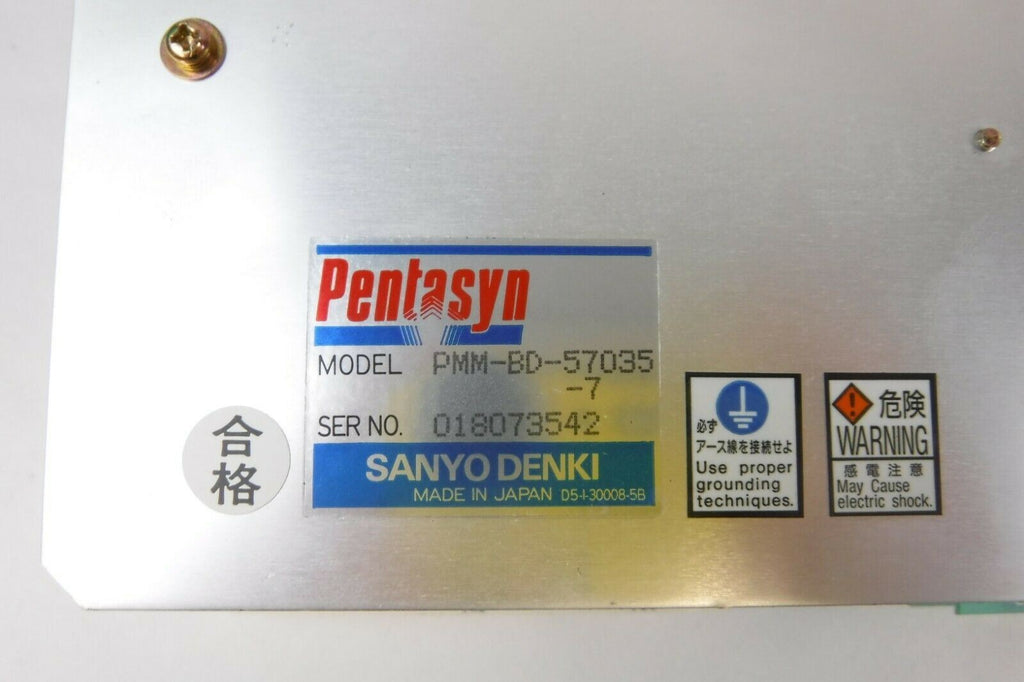 Pentasyn
MODEL PMM-BD-57035
-7
SER NO. 018073542
SANYO DENKI
MADE IN JAPAN D5-I-30008-5B
合
格
必ず
アース線を接続せよ
Use proper
grounding
techniques.
危険
WARNING
感電注意
May Cause
electric shock.